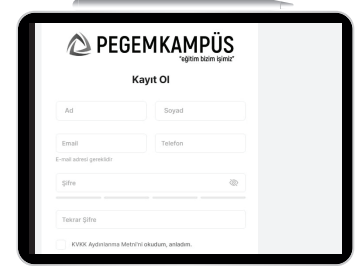 PEGEMKAMPÜS
"eğitim bizim işimiz"
Kayıt Ol
Ad
Soyad
Email
Telefon
E-mail adresi gereklidir
Şifre
Tekrar Şifre
KVKK Aydınlanma Metni'ni okudum, anladım.